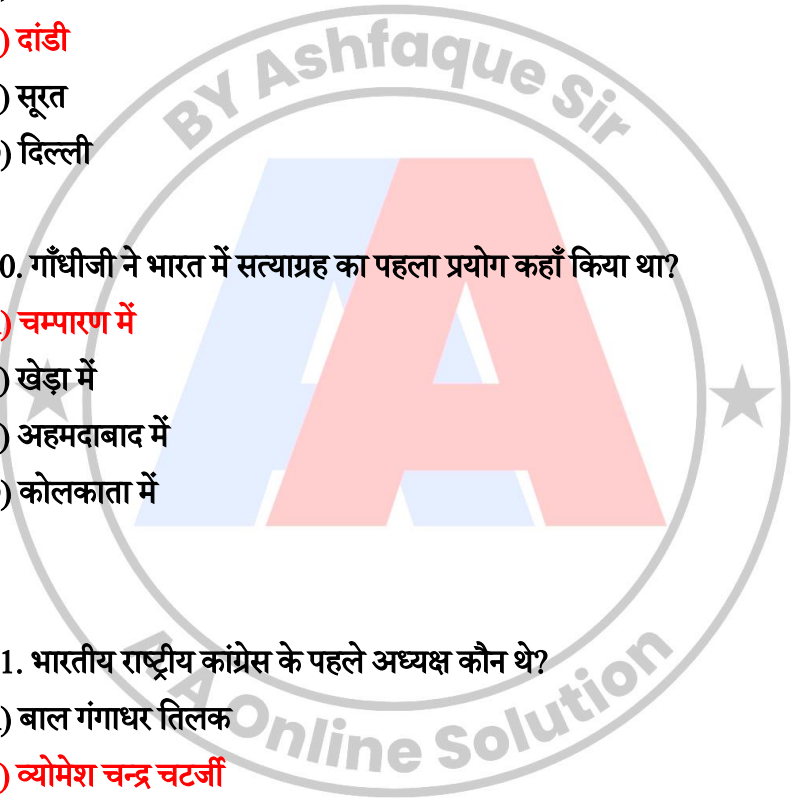 ) दांडी
) सूरत
) दिल्ली
0. गाँधीजी ने भारत में सत्याग्रह का पहला प्रयोग कहाँ किया था?
) चम्पारण में
) खेड़ा में
) अहमदाबाद में
) कोलकाता में
1. भारतीय राष्ट्रीय कांग्रेस के पहले अध्यक्ष कौन थे?
) बाल गंगाधर तिलक
) व्योमेश चन्द्र चटर्जी
BY Ashfaque Sir
A A Online Solution